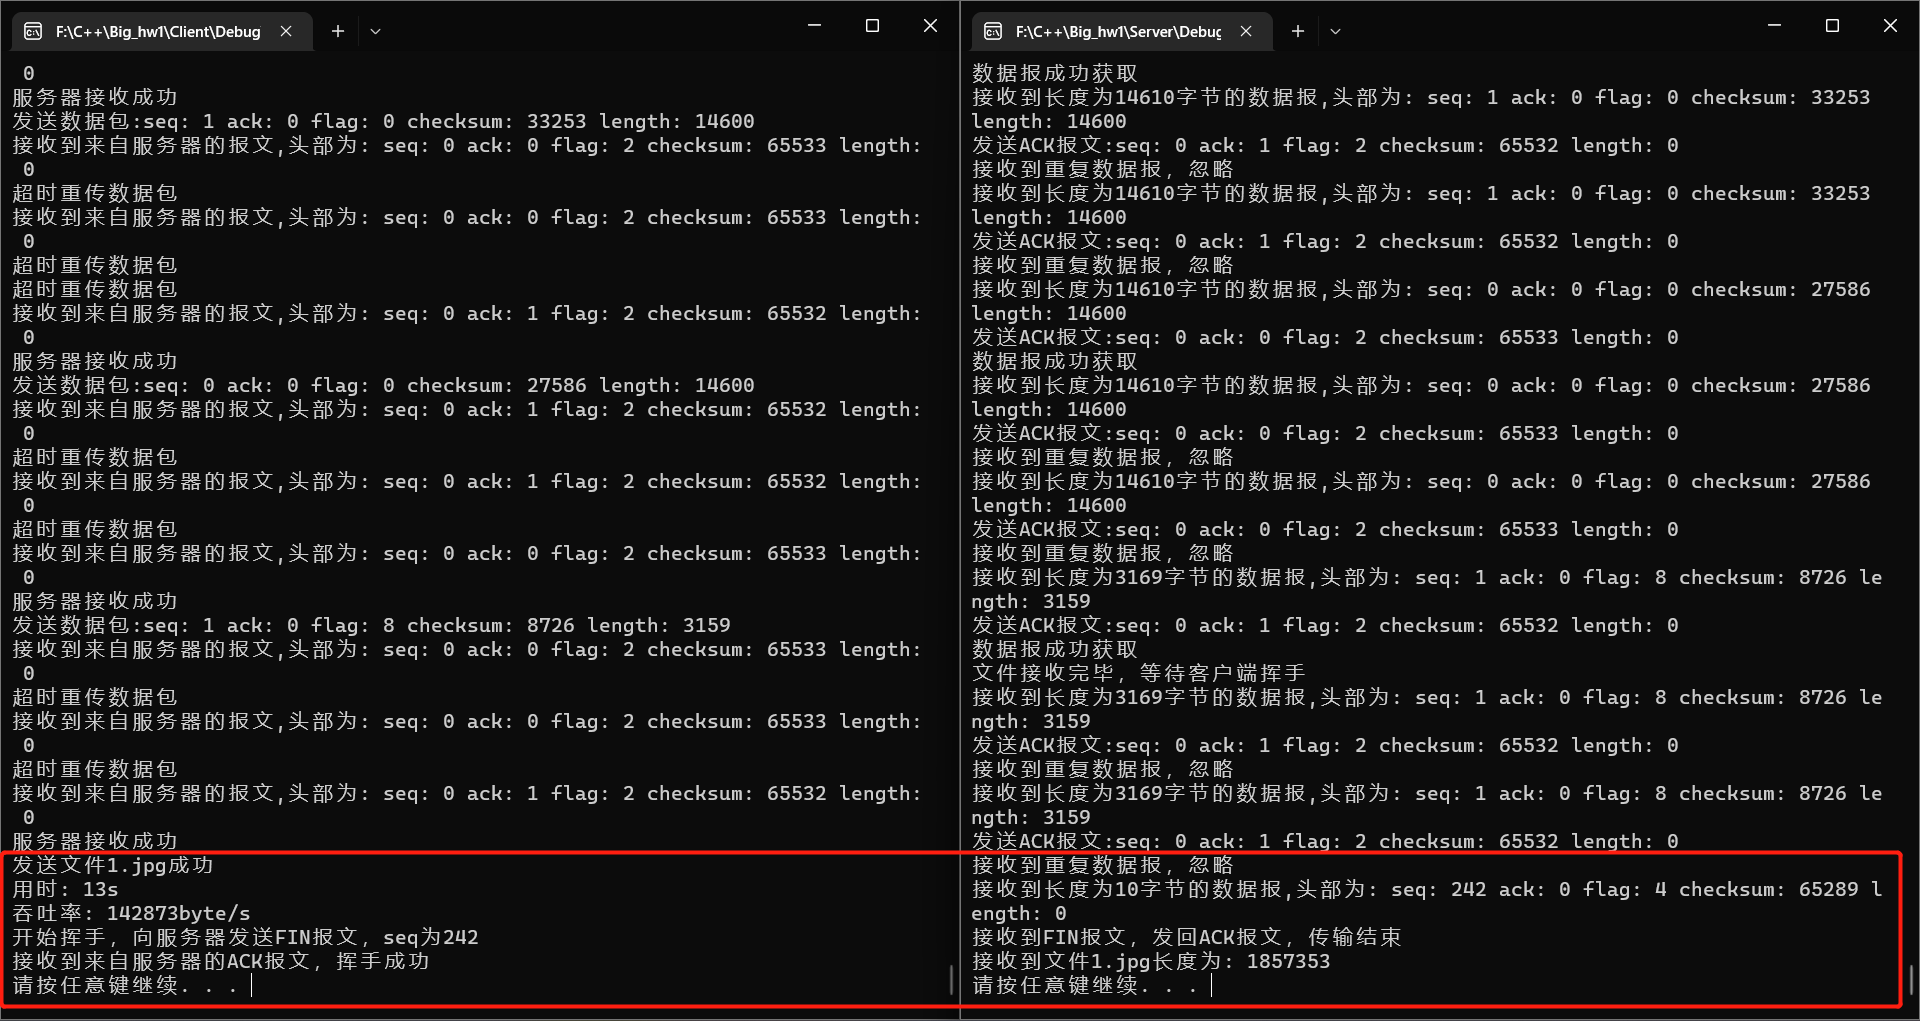 F:\C++\Big_hw1\Client\Debug
0
服务器接收成功
发送数据包:seq: 1 ack: 0 flag: 0 checksum: 33253 length: 14600
接收到来自服务器的报文,头部为: seq: 0 ack: 0 flag: 2 checksum: 65533 length:
0
超时重传数据包
接收到来自服务器的报文,头部为: seq: 0 ack: 0 flag: 2 checksum: 65533 length:
0
超时重传数据包
超时重传数据包
接收到来自服务器的报文,头部为: seq: 0 ack: 1 flag: 2 checksum: 65532 length:
0
服务器接收成功
发送数据包:seq: 0 ack: 0 flag: 0 checksum: 27586 length: 14600
接收到来自服务器的报文,头部为: seq: 0 ack: 1 flag: 2 checksum: 65532 length:
0
超时重传数据包
接收到来自服务器的报文,头部为: seq: 0 ack: 1 flag: 2 checksum: 65532 length:
0
超时重传数据包
接收到来自服务器的报文,头部为: seq: 0 ack: 0 flag: 2 checksum: 65533 length:
0
服务器接收成功
发送数据包:seq: 1 ack: 0 flag: 8 checksum: 8726 length: 3159
接收到来自服务器的报文,头部为: seq: 0 ack: 0 flag: 2 checksum: 65533 length:
0
超时重传数据包
接收到来自服务器的报文,头部为: seq: 0 ack: 0 flag: 2 checksum: 65533 length:
0
超时重传数据包
接收到来自服务器的报文,头部为: seq: 0 ack: 1 flag: 2 checksum: 65532 length:
0
服务器接收成功
发送文件1.jpg成功
用时: 13s
吞吐率: 142873byte/s
开始挥手, 向服务器发送FIN报文, seq为242
接收到来自服务器的ACK报文, 挥手成功
请按任意键继续. . .
F:\C++\Big_hw1\Server\Debug
数据报成功获取
接收到长度为14610字节的数据报,头部为: seq: 1 ack: 0 flag: 0 checksum: 33253
length: 14600
发送ACK报文:seq: 0 ack: 1 flag: 2 checksum: 65532 length: 0
接收到重复数据报, 忽略
接收到长度为14610字节的数据报,头部为: seq: 1 ack: 0 flag: 0 checksum: 33253
length: 14600
发送ACK报文:seq: 0 ack: 1 flag: 2 checksum: 65532 length: 0
接收到重复数据报, 忽略
接收到长度为14610字节的数据报,头部为: seq: 0 ack: 0 flag: 0 checksum: 27586
length: 14600
发送ACK报文:seq: 0 ack: 0 flag: 2 checksum: 65533 length: 0
数据报成功获取
接收到长度为14610字节的数据报,头部为: seq: 0 ack: 0 flag: 0 checksum: 27586
length: 14600
发送ACK报文:seq: 0 ack: 0 flag: 2 checksum: 65533 length: 0
接收到重复数据报, 忽略
接收到长度为14610字节的数据报,头部为: seq: 0 ack: 0 flag: 0 checksum: 27586
length: 14600
发送ACK报文:seq: 0 ack: 0 flag: 2 checksum: 65533 length: 0
接收到重复数据报, 忽略
接收到长度为3169字节的数据报,头部为: seq: 1 ack: 0 flag: 8 checksum: 8726 le
ngth: 3159
发送ACK报文:seq: 0 ack: 1 flag: 2 checksum: 65532 length: 0
数据报成功获取
文件接收完毕, 等待客户端挥手
接收到长度为3169字节的数据报,头部为: seq: 1 ack: 0 flag: 8 checksum: 8726 le
ngth: 3159
发送ACK报文:seq: 0 ack: 1 flag: 2 checksum: 65532 length: 0
接收到重复数据报, 忽略
接收到长度为3169字节的数据报,头部为: seq: 1 ack: 0 flag: 8 checksum: 8726 le
ngth: 3159
发送ACK报文:seq: 0 ack: 1 flag: 2 checksum: 65532 length: 0
接收到重复数据报, 忽略
接收到长度为10字节的数据报,头部为: seq: 242 ack: 0 flag: 4 checksum: 65289 l
ength: 0
接收到FIN报文, 发回ACK报文, 传输结束
接收到文件1.jpg长度为: 1857353
请按任意键继续. . .